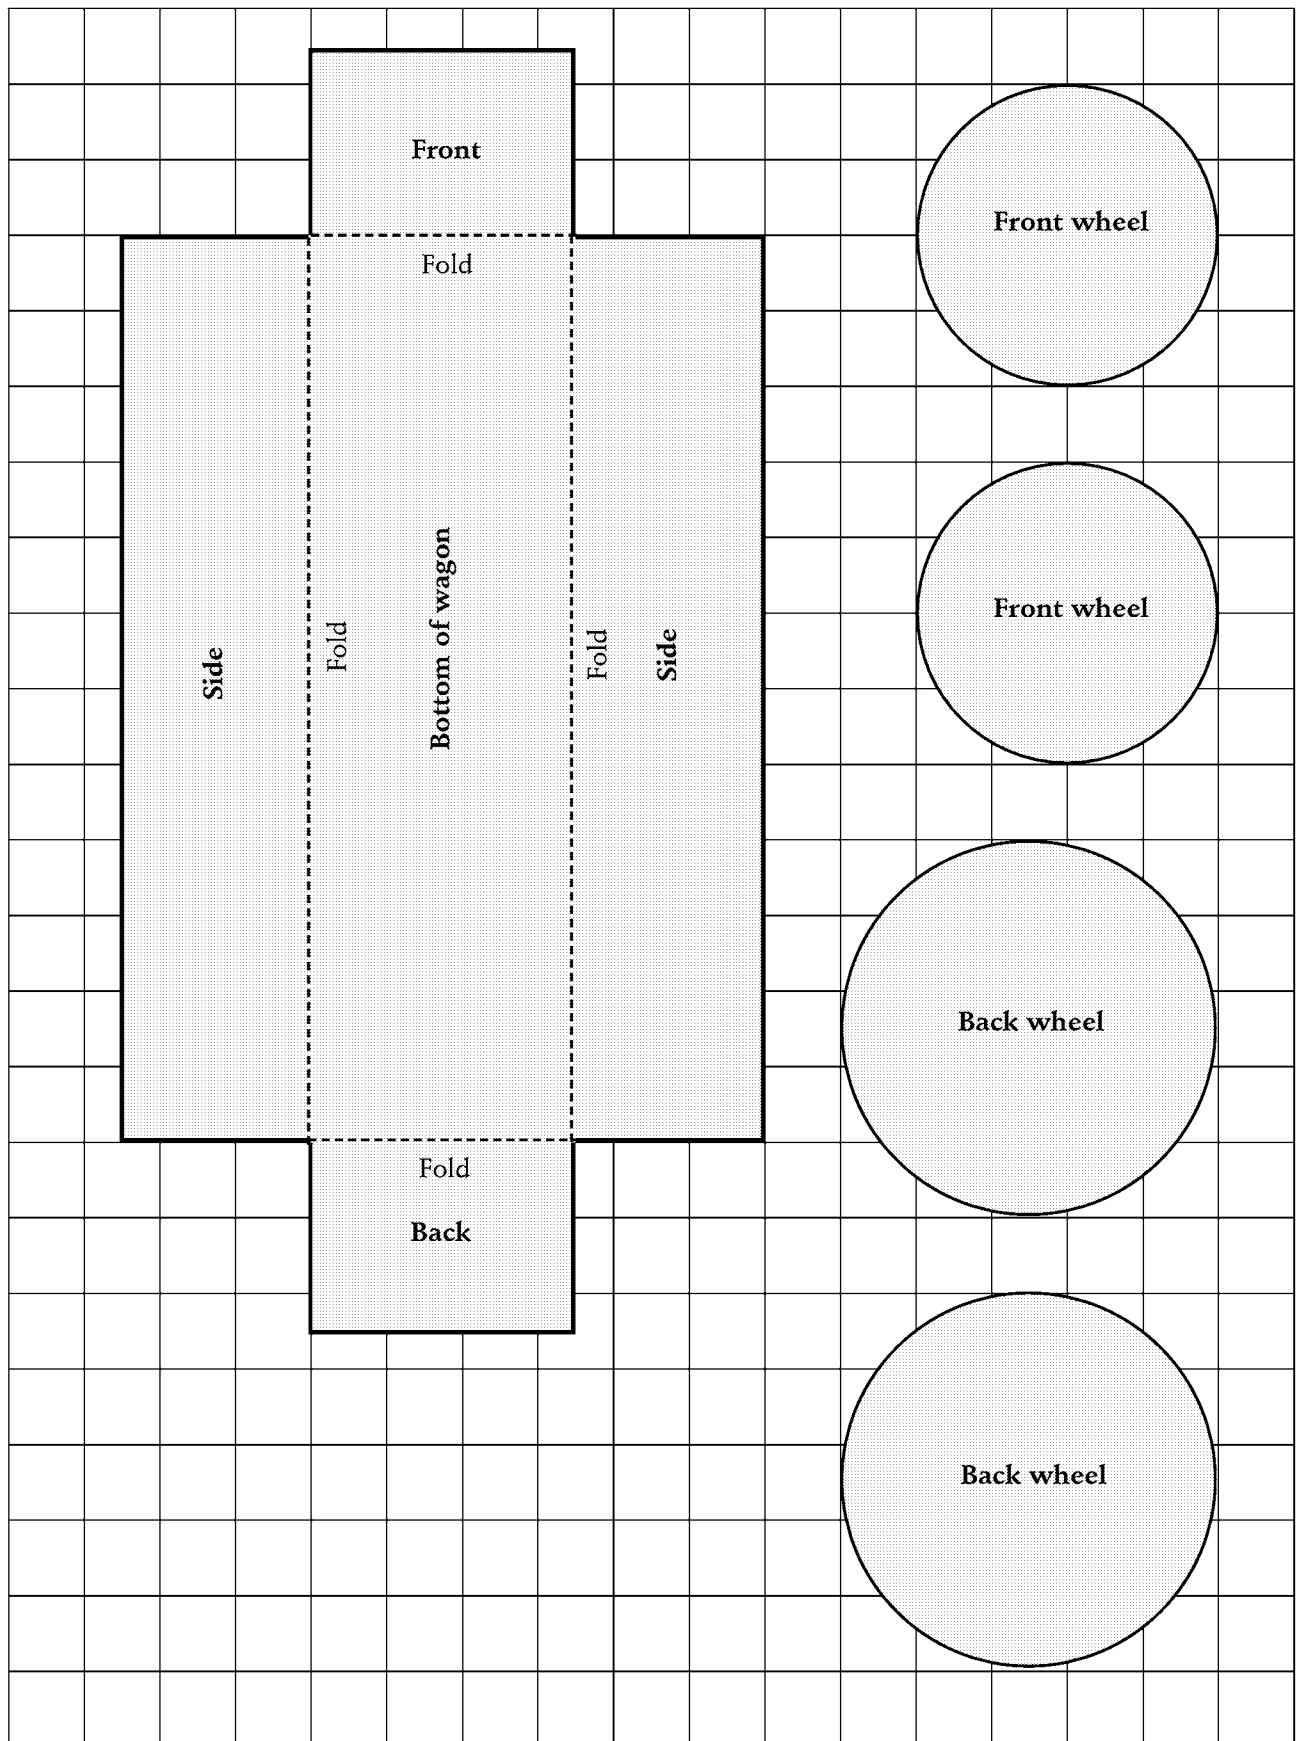 Front
Fold
Side
Fold
Bottom of wagon
Fold
Side
Fold
Back
Front wheel
Front wheel
Back wheel
Back wheel